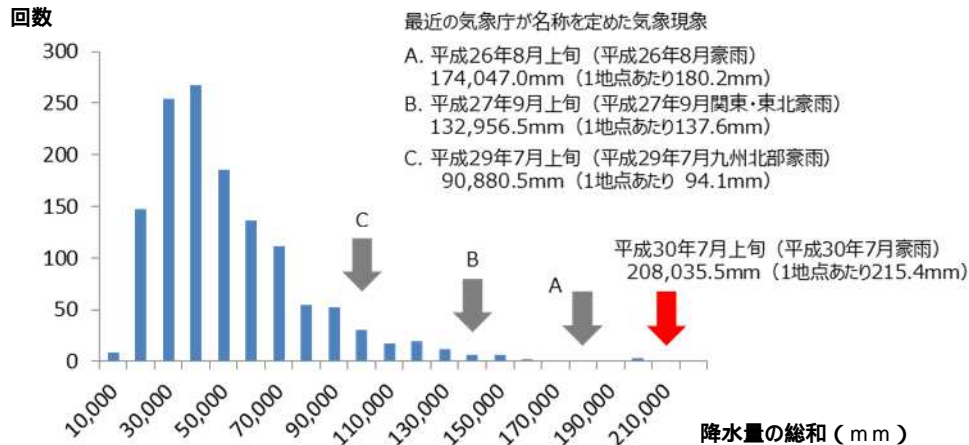 回数
最近の気象庁が名称を定めた気象現象
A. 平成26年8月上旬（平成26年8月豪雨）
174,047.0mm（1地点あたり180.2mm）
B. 平成27年9月上旬（平成27年9月関東・東北豪雨）
132,956.5mm（1地点あたり137.6mm）
C. 平成29年7月上旬（平成29年7月九州北部豪雨）
90,880.5mm（1地点あたり 94.1mm）
平成30年7月上旬（平成30年7月豪雨）
208,035.5mm（1地点あたり215.4mm）
300
250
200
150
100
50
0
C
B
A
10,000
30,000
50,000
70,000
90,000
110,000
130,000
150,000
170,000
190,000
210,000
降水量の総和（mm）